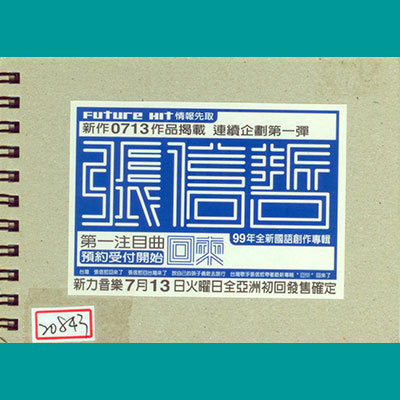 FUTURE HIT 情報先取
新作0713作品揭載 連續企劃第一彈
張信哲
第一注目曲
預約受付開始
回來
99年全新國語創作專輯
新力音樂7月13日火曜日全亞洲初回發售確定
20843